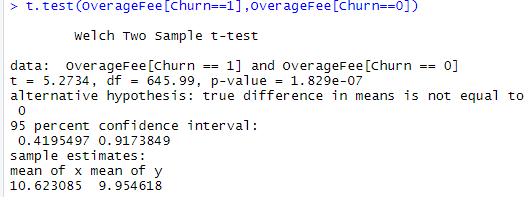 > t.test(OverageFee[Churn==1],OverageFee[Churn==0])
Welch Two Sample t-test
data:  OverageFee[Churn == 1] and OverageFee[Churn == 0]
t = 5.2734, df = 645.99, p-value = 1.829e-07
alternative hypothesis: true difference in means is not equal to
0
95 percent confidence interval:
0.4195497 0.9173849
sample estimates:
mean of x mean of y
10.623085  9.954618